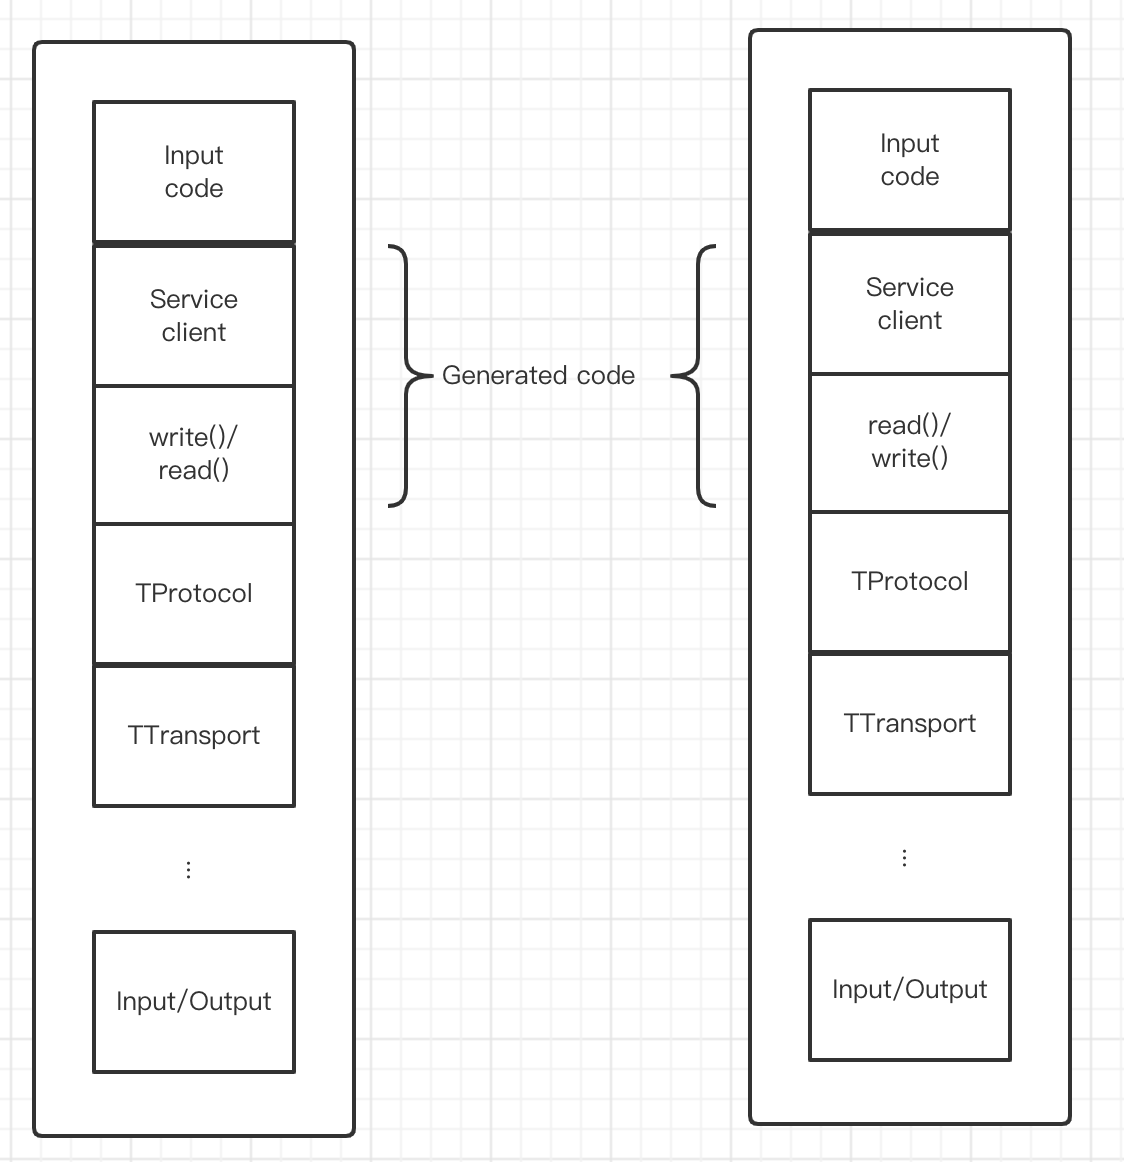 Input
code
Service
client
write()/
read()
TProtocol
TTransport
Input/Output
Generated code
Input
code
Service
client
read()/
write()
TProtocol
TTransport
Input/Output